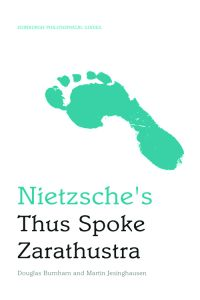 EDINBURGH PHILOSOPHICAL GUIDES
Nietzsche's
Thus Spoke
Zarathustra
Douglas Burnham and Martin Jesinghausen